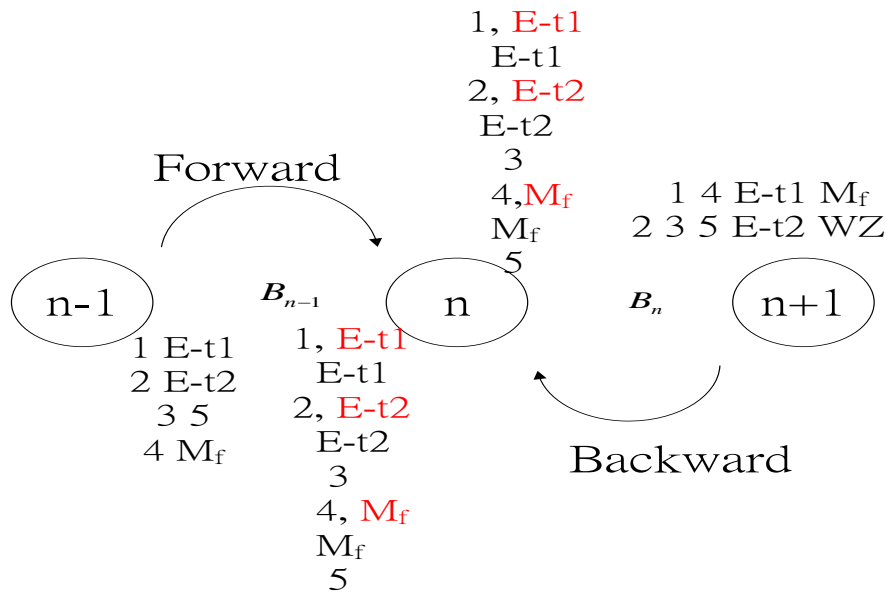 1, E-t1
E-t1
2, E-t2
E-t2
3
4,Mf
Mf
5
Forward
1 4 E-t1 Mf
2 3 5 E-t2 WZ
n-1
Bn−1
n
Bn
n+1
1 E-t1
2 E-t2
3 5
4 Mf
1, E-t1
E-t1
2, E-t2
E-t2
3
4, Mf
Mf
5
Backward